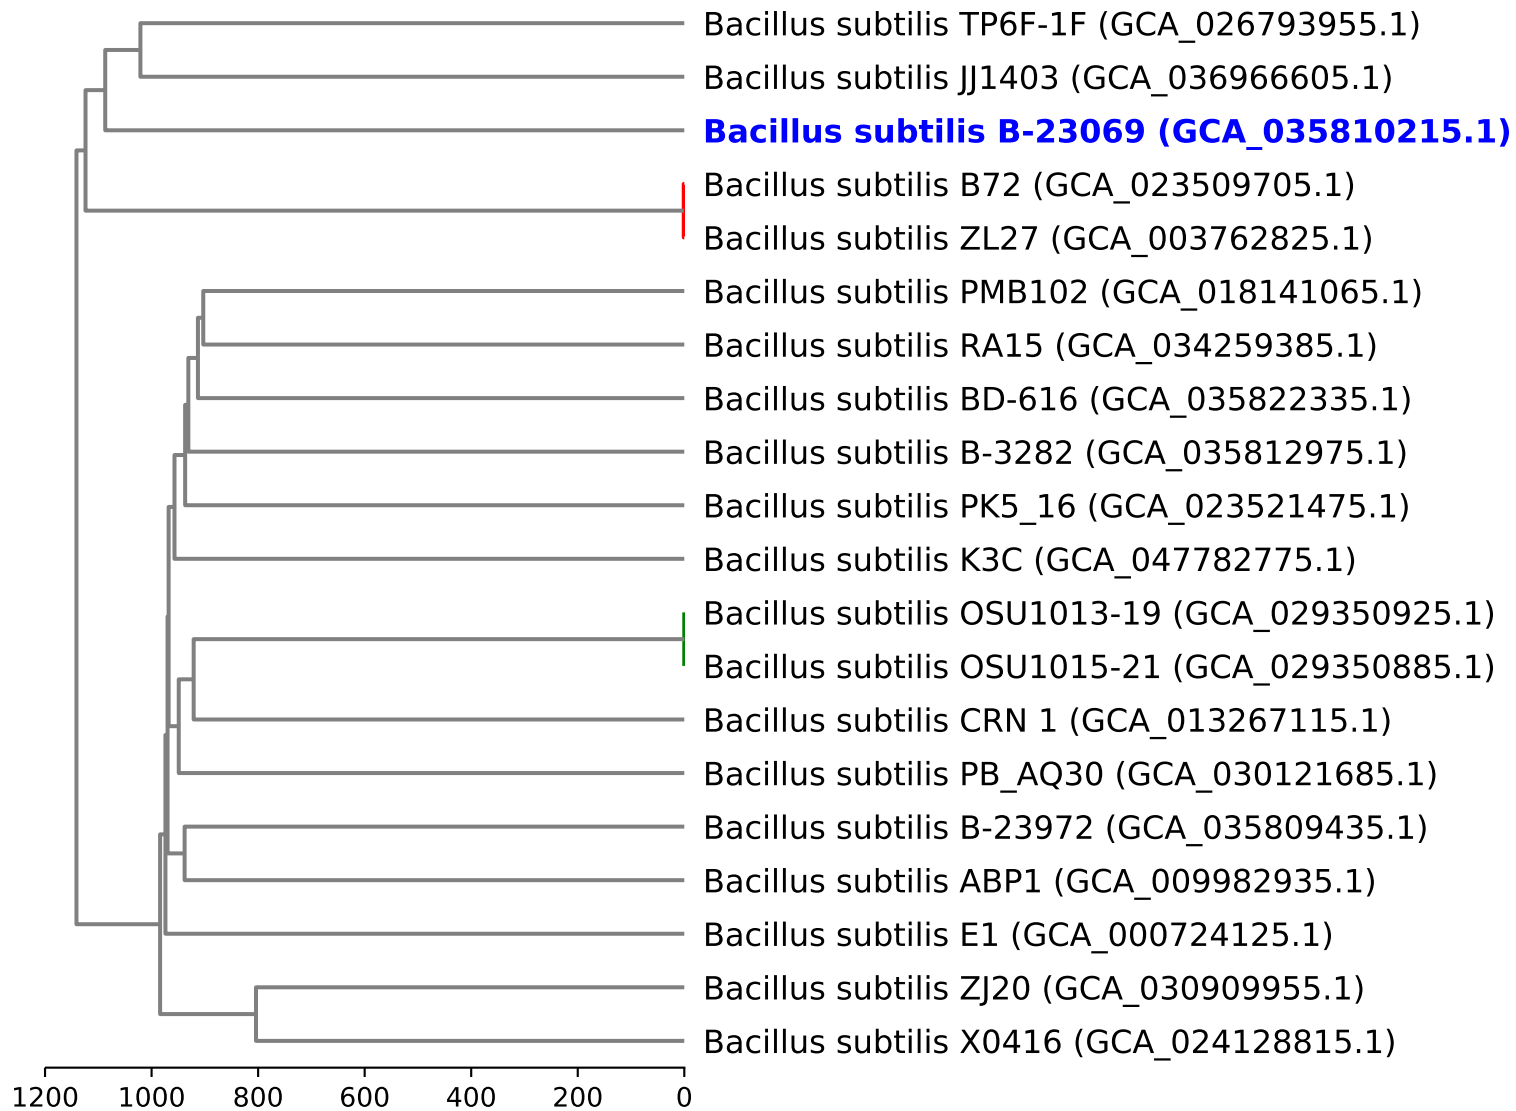 Bacillus subtilis TP6F-1F (GCA_026793955.1)
Bacillus subtilis JJ1403 (GCA_036966605.1)
Bacillus subtilis B-23069 (GCA_035810215.1)
Bacillus subtilis B72 (GCA_023509705.1)
Bacillus subtilis ZL27 (GCA_003762825.1)
Bacillus subtilis PMB102 (GCA_018141065.1)
Bacillus subtilis RA15 (GCA_034259385.1)
Bacillus subtilis BD-616 (GCA_035822335.1)
Bacillus subtilis B-3282 (GCA_035812975.1)
Bacillus subtilis PK5_16 (GCA_023521475.1)
Bacillus subtilis K3C (GCA_047782775.1)
Bacillus subtilis OSU1013-19 (GCA_029350925.1)
Bacillus subtilis OSU1015-21 (GCA_029350885.1)
Bacillus subtilis CRN 1 (GCA_013267115.1)
Bacillus subtilis PB_AQ30 (GCA_030121685.1)
Bacillus subtilis B-23972 (GCA_035809435.1)
Bacillus subtilis ABP1 (GCA_009982935.1)
Bacillus subtilis E1 (GCA_000724125.1)
Bacillus subtilis ZJ20 (GCA_030909955.1)
Bacillus subtilis X0416 (GCA_024128815.1)
1200 1000 800 600 400 200 0